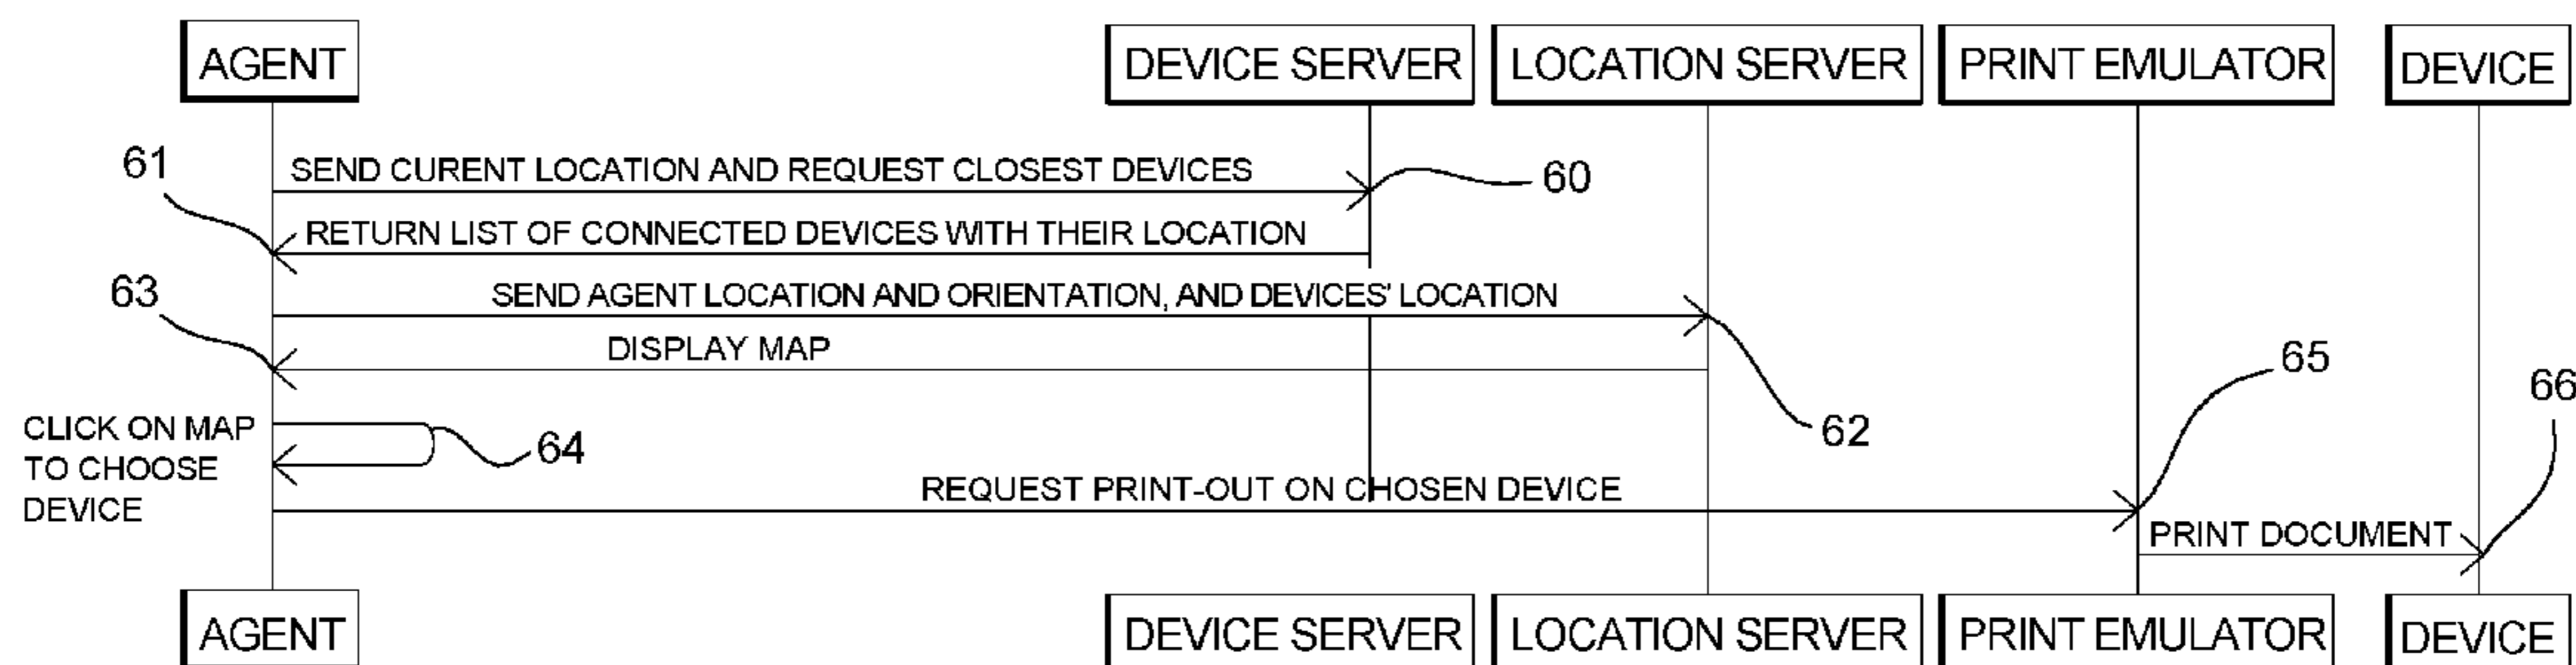 AGENT
DEVICE SERVER
LOCATION SERVER
PRINT EMULATOR
DEVICE
61
SEND CURENT LOCATION AND REQUEST CLOSEST DEVICES
60
RETURN LIST OF CONNECTED DEVICES WITH THEIR LOCATION
63
SEND AGENT LOCATION AND ORIENTATION, AND DEVICES' LOCATION
DISPLAY MAP
65
66
62
CLICK ON MAP
TO CHOOSE
DEVICE
64
REQUEST PRINT-OUT ON CHOSEN DEVICE
PRINT DOCUMENT
AGENT
DEVICE SERVER
LOCATION SERVER
PRINT EMULATOR
DEVICE